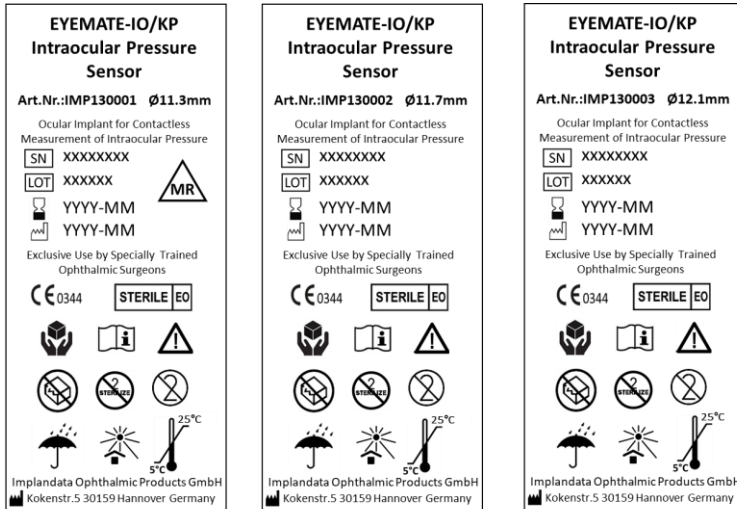 EYEMATE-IO/KP
Intraocular Pressure
Sensor
Art.Nr.:IMP130001 Ø11.3mm
Ocular Implant for Contactless
Measurement of Intraocular Pressure
SN XXXXXXXX
LOT XXXXXX
MR
YYYY-MM
YYYY-MM
Exclusive Use by Specially Trained
Ophthalmic Surgeons
CE 0344 STERILE EO
i !
2 STERILIZE 2
25°C
5°C
Implandata Ophthalmic Products GmbH
Kokenstr.5 30159 Hannover Germany
EYEMATE-IO/KP
Intraocular Pressure
Sensor
Art.Nr.:IMP130002 Ø11.7mm
Ocular Implant for Contactless
Measurement of Intraocular Pressure
SN XXXXXXXX
LOT XXXXXX
YYYY-MM
YYYY-MM
Exclusive Use by Specially Trained
Ophthalmic Surgeons
CE 0344 STERILE EO
i !
2 STERILIZE 2
25°C
5°C
Implandata Ophthalmic Products GmbH
Kokenstr.5 30159 Hannover Germany
EYEMATE-IO/KP
Intraocular Pressure
Sensor
Art.Nr.:IMP130003 Ø12.1mm
Ocular Implant for Contactless
Measurement of Intraocular Pressure
SN XXXXXXXX
LOT XXXXXX
YYYY-MM
YYYY-MM
Exclusive Use by Specially Trained
Ophthalmic Surgeons
CE 0344 STERILE EO
i !
2 STERILIZE 2
25°C
5°C
Implandata Ophthalmic Products GmbH
Kokenstr.5 30159 Hannover Germany